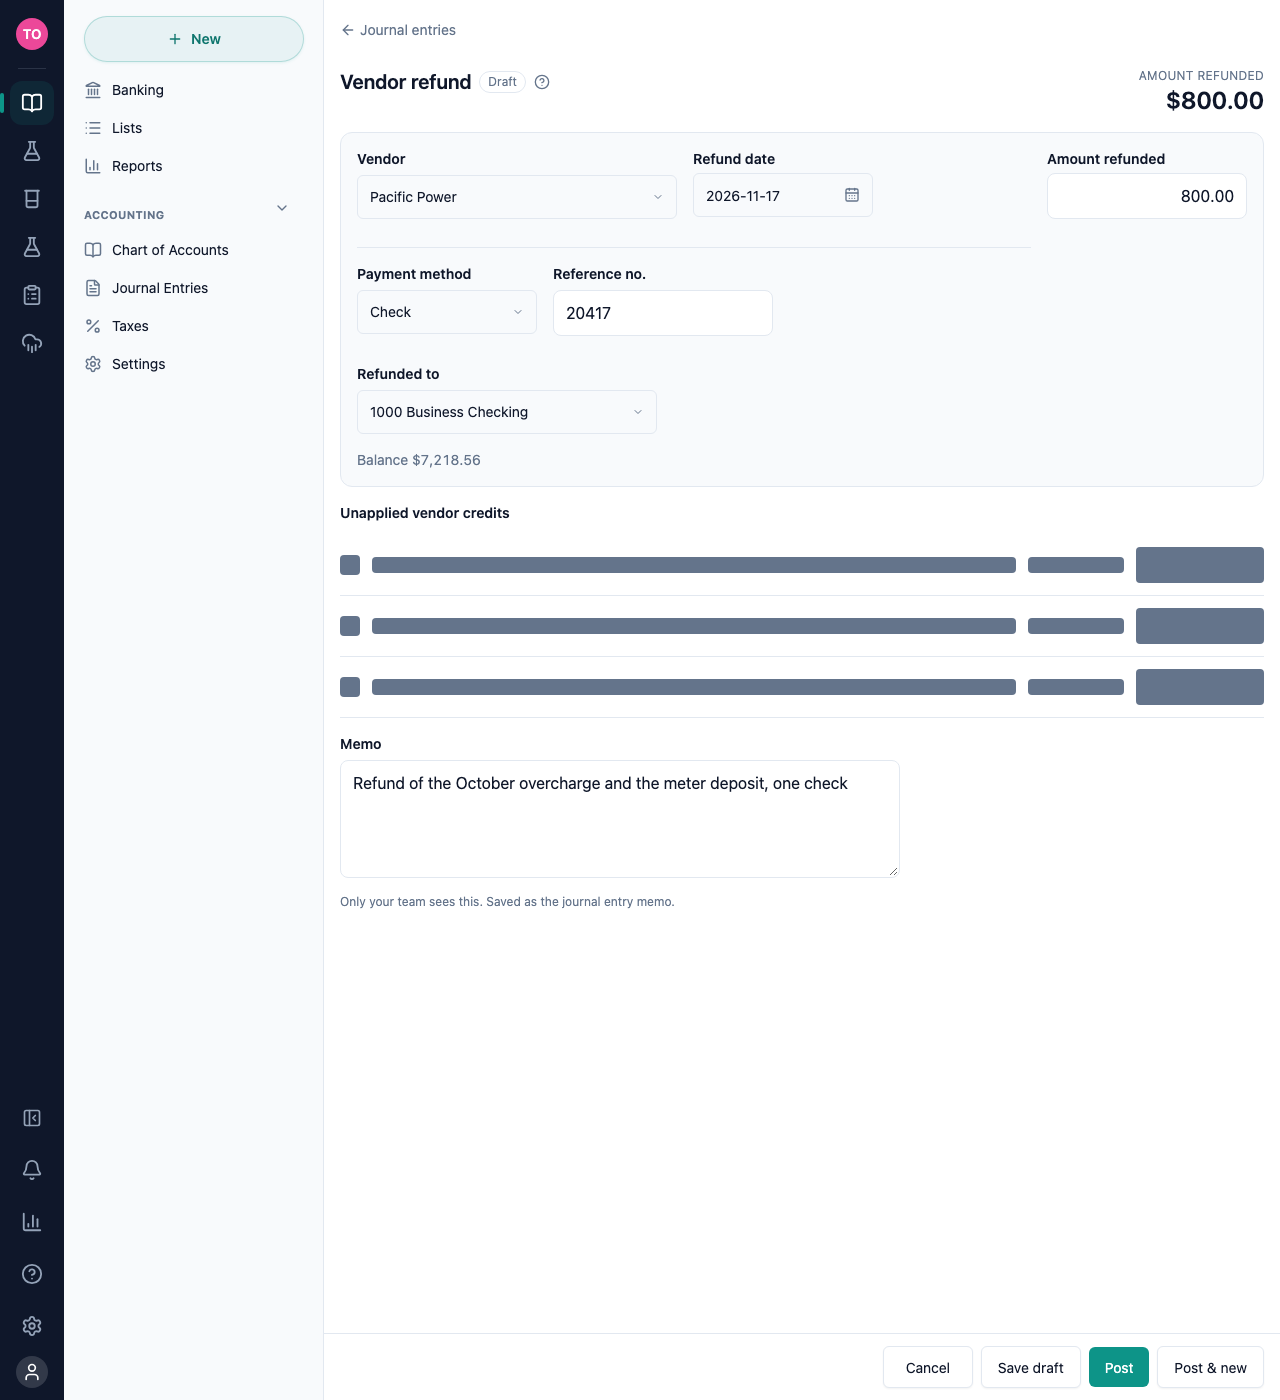 TO
New
Banking
Lists
Reports
ACCOUNTING
Chart of Accounts
Journal Entries
Taxes
Settings
Journal entries
Vendor refund
Draft
AMOUNT REFUNDED
$800.00
Vendor
Refund date
Amount refunded
Pacific Power
2026-11-17
800.00
Payment method
Reference no.
Check
20417
Refunded to
1000 Business Checking
Balance $7,218.56
Unapplied vendor credits
Memo
Refund of the October overcharge and the meter deposit, one check
Only your team sees this. Saved as the journal entry memo.
Cancel
Save draft
Post
Post & new